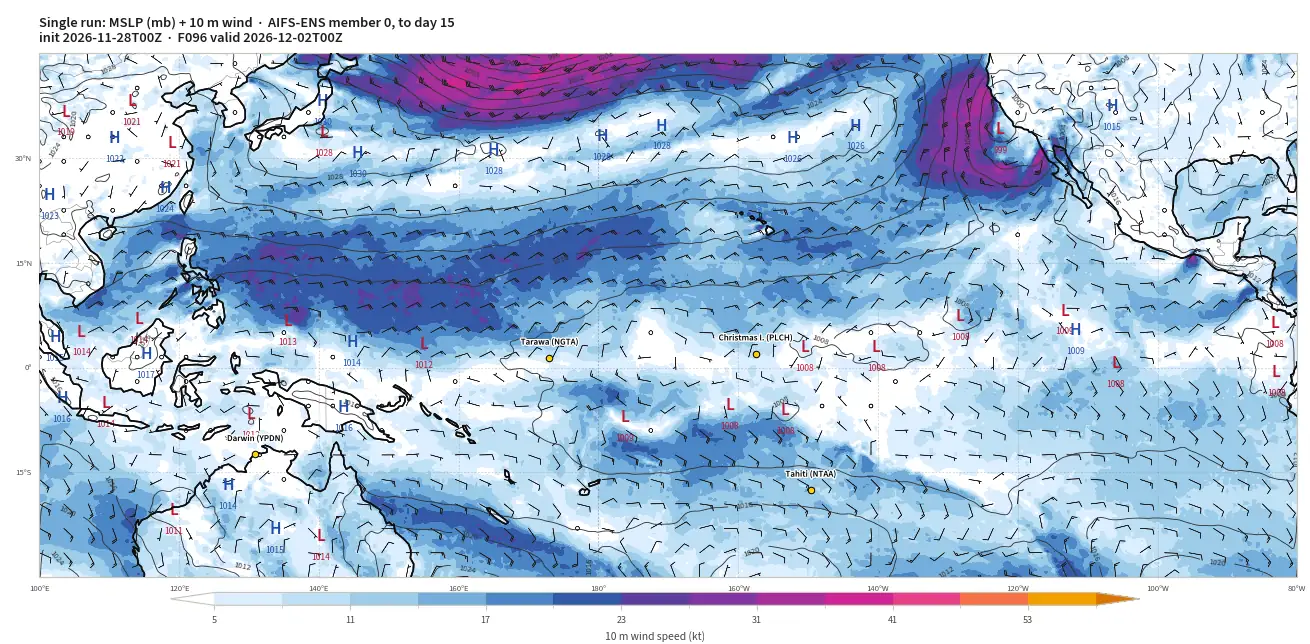 Single run: MSLP (mb) + 10 m wind · AIFS-ENS member 0, to day 15
init 2026-11-28T00Z · F096 valid 2026-12-02T00Z
L 1019
L 1021
H 1022
L 1021
H 1024
H 1023
L 1028
H 1030
H 1028
H 1028
H 1026
H 1026
L 999
H 1015
30°N
15°N
0°
15°S
L 1013
H 1014
L 1012
L 1014
H 1017
H 1016
L 1014
H 1016
Tarawa (NGTA)
Christmas I. (PLCH)
L 1008
L 1008
L 1008
H 1009
L 1008
L 1008
L 1009
L 1008
L 1008
Darwin (YPDN)
Tahiti (NTAA)
H 1014
L 1011
H 1015
L 1014
100°E 120°E 140°E 160°E 180° 160°W 140°W 120°W 100°W 80°W
5 11 17 23 31 41 53
10 m wind speed (kt)